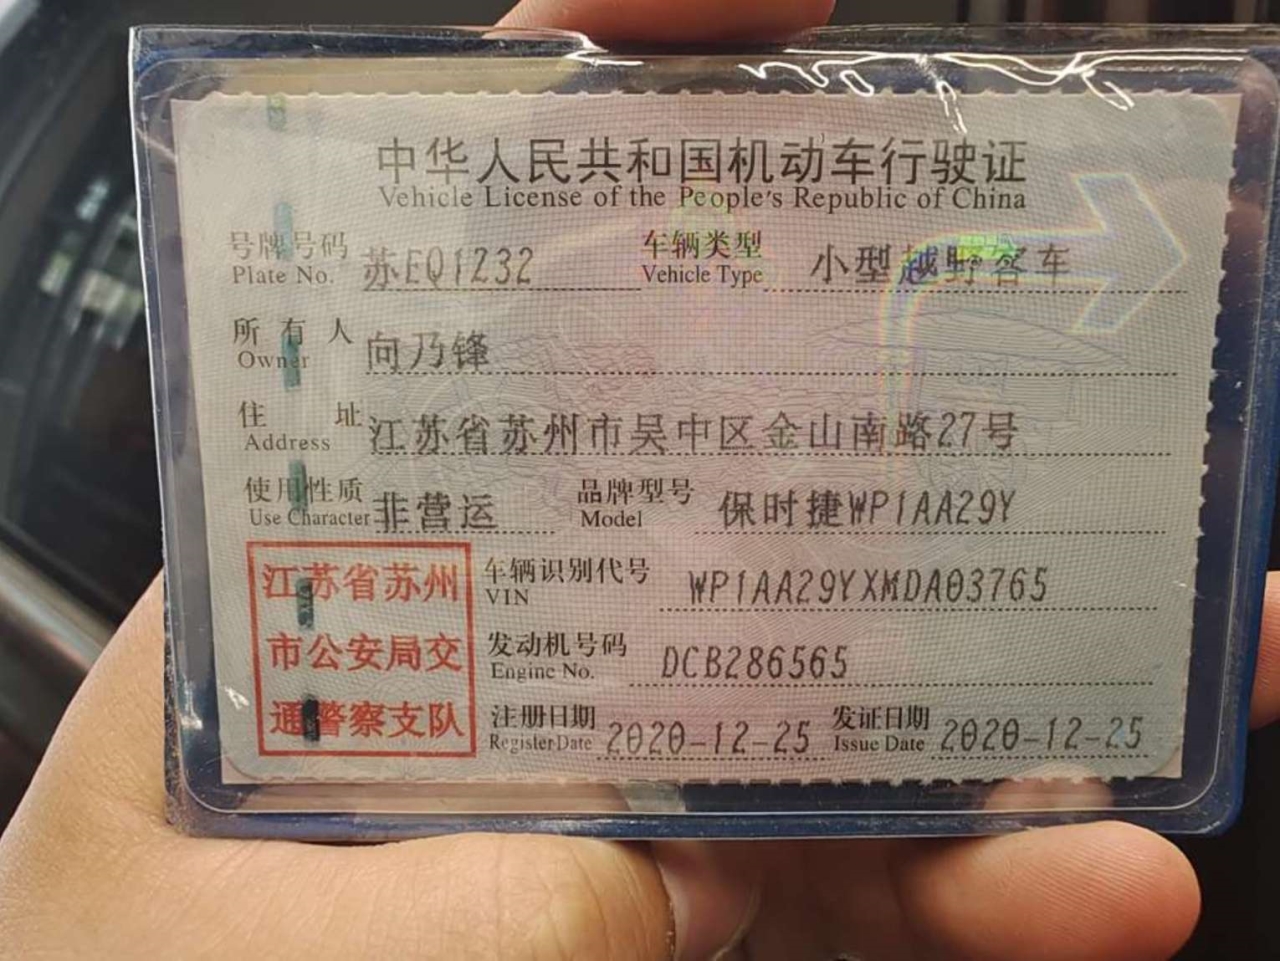 中华人民共和国机动车行驶证
Vehicle License of the People's Republic of China
号牌号码 苏EQ1232 车辆类型 小型越野客车
Plate No. Vehicle Type
所有人 向乃锋
Owner
住址 江苏省苏州市吴中区金山南路27号
Address
使用性质 非营运 品牌型号 保时捷WP1AA29Y
Use Character Model
江苏省苏州
市公安局交
通警察支队
车辆识别代号 WP1AA29YXMDA03765
VIN
发动机号码 DCB286565
Engine No.
注册日期 2020-12-25 发证日期 2020-12-25
Register Date Issue Date